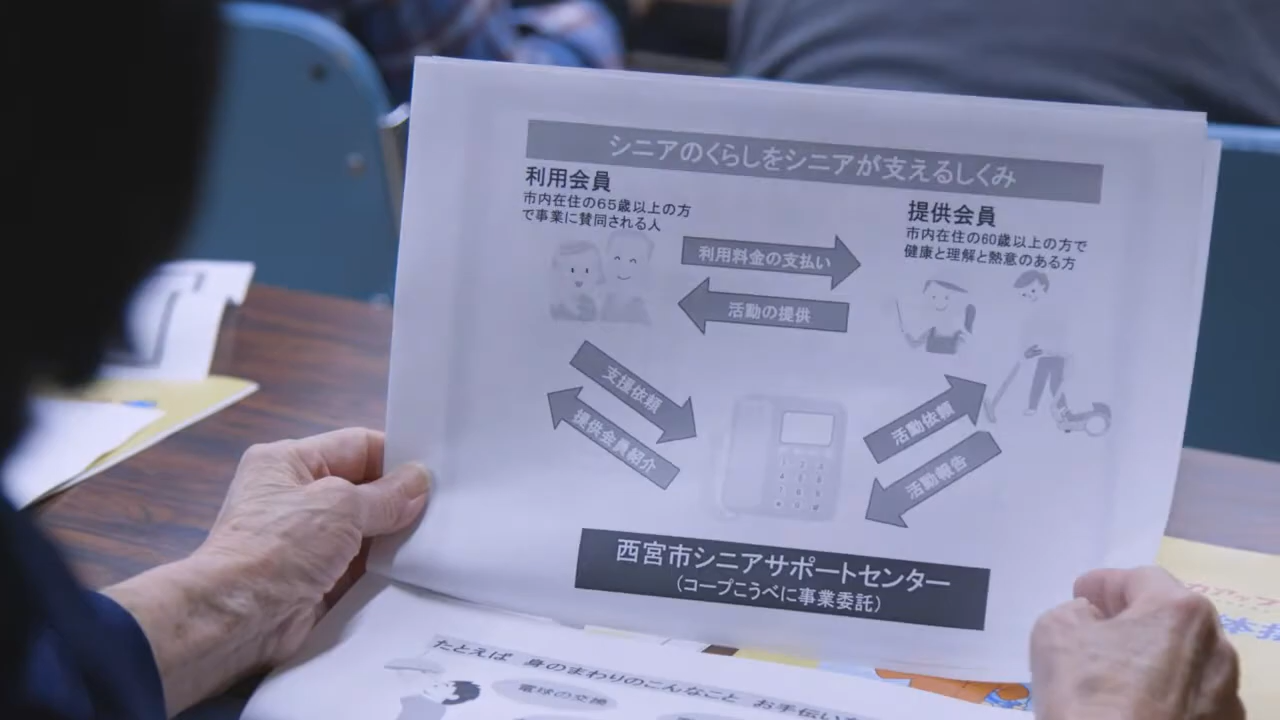 シニアのくらしをシニアが支えるしくみ
利用会員
市内在住の65歳以上の方
で事業に賛同される人
提供会員
市内在住の60歳以上の方で
健康と理解と熱意のある方
利用料金の支払い
活動の提供
支援依頼
提供会員紹介
活動依頼
活動報告
西宮市シニアサポートセンター
(コープこうべに事業委託)
たとえば 身のまわりのこんなこと お手伝い
電球の交換